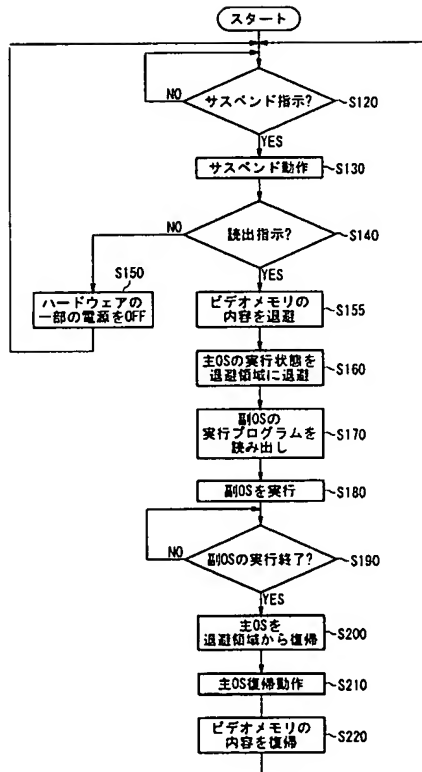 スタート
サスペンド指示?
NO
S120
YES
サスペンド動作
S130
NO
読出指示?
S140
S150
YES
ハードウェアの
一部の電源をOFF
ビデオメモリの
内容を退避
S155
主OSの実行状態を
退避領域に退避
S160
副OSの
実行プログラムを
読み出し
S170
副OSを実行
S180
NO
副OSの実行終了?
S190
YES
主OSを
退避領域から復帰
S200
主OS復帰動作
S210
ビデオメモリの
内容を復帰
S220